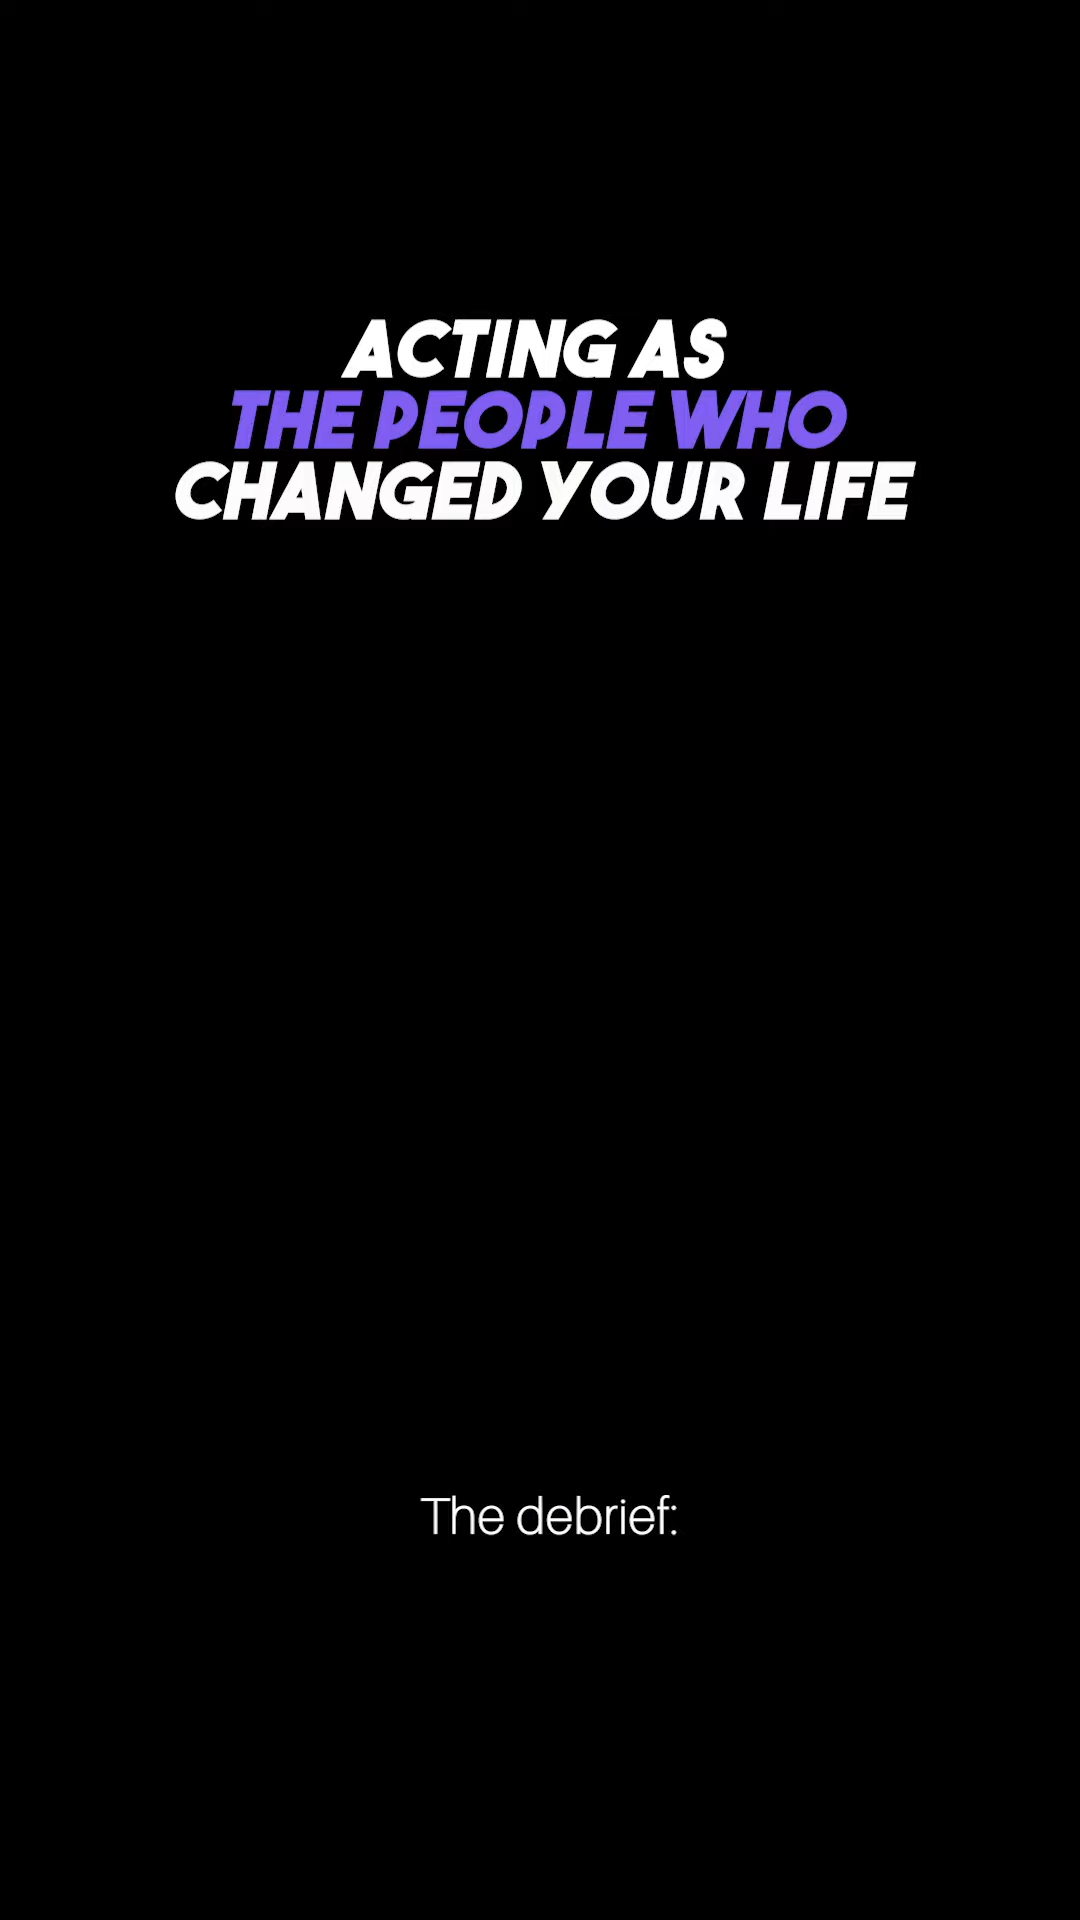 ACTING AS
THE PEOPLE WHO
CHANGED YOUR LIFE
The debrief: